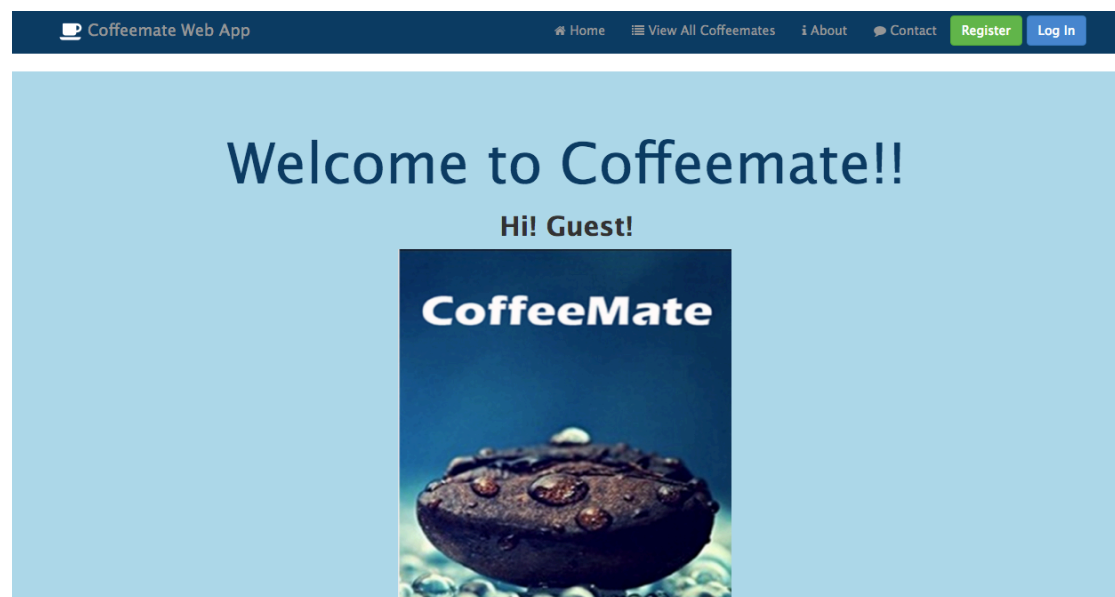 Coffeemate Web App Home View All Coffeemates About Contact Register Log In
Welcome to Coffeemate!!
Hi! Guest!
CoffeeMate